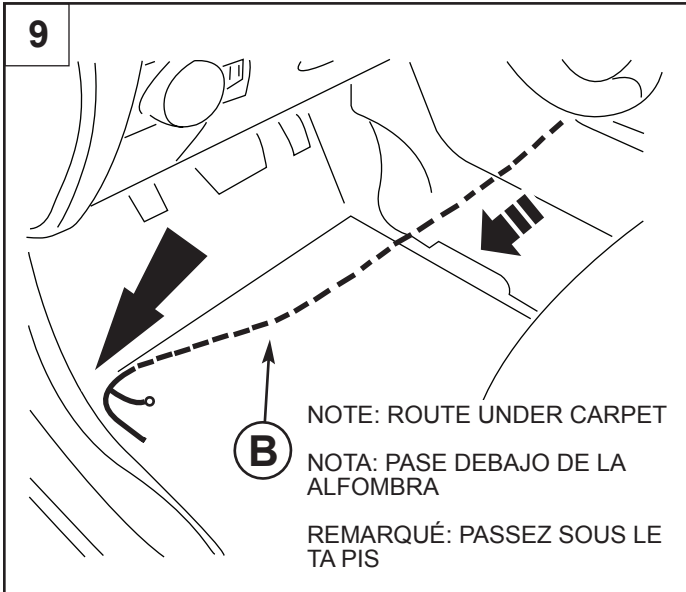 9
B
NOTE: ROUTE UNDER CARPET
NOTA: PASE DEBAJO DE LA
ALFOMBRA
REMARQUÉ: PASSEZ SOUS LE
TA PIS